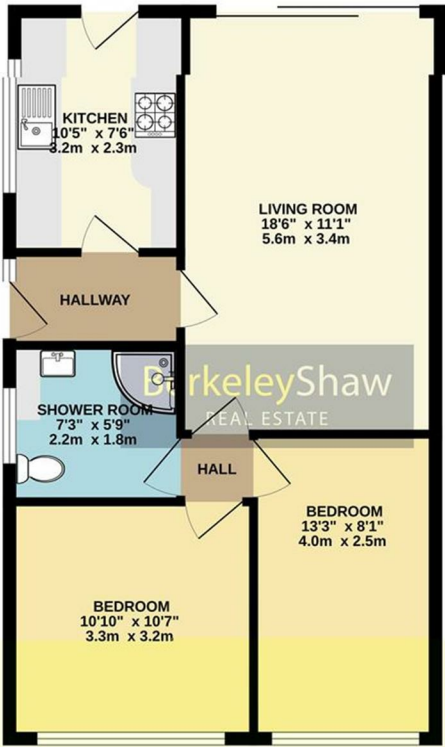 KITCHEN
10'5" x 7'6"
3.2m x 2.3m
LIVING ROOM
18'6" x 11'1"
5.6m x 3.4m
HALLWAY
BerkeleyShaw
REAL ESTATE
SHOWER ROOM
7'3" x 5'9"
2.2m x 1.8m
HALL
BEDROOM
13'3" x 8'1"
4.0m x 2.5m
BEDROOM
10'10" x 10'7"
3.3m x 3.2m